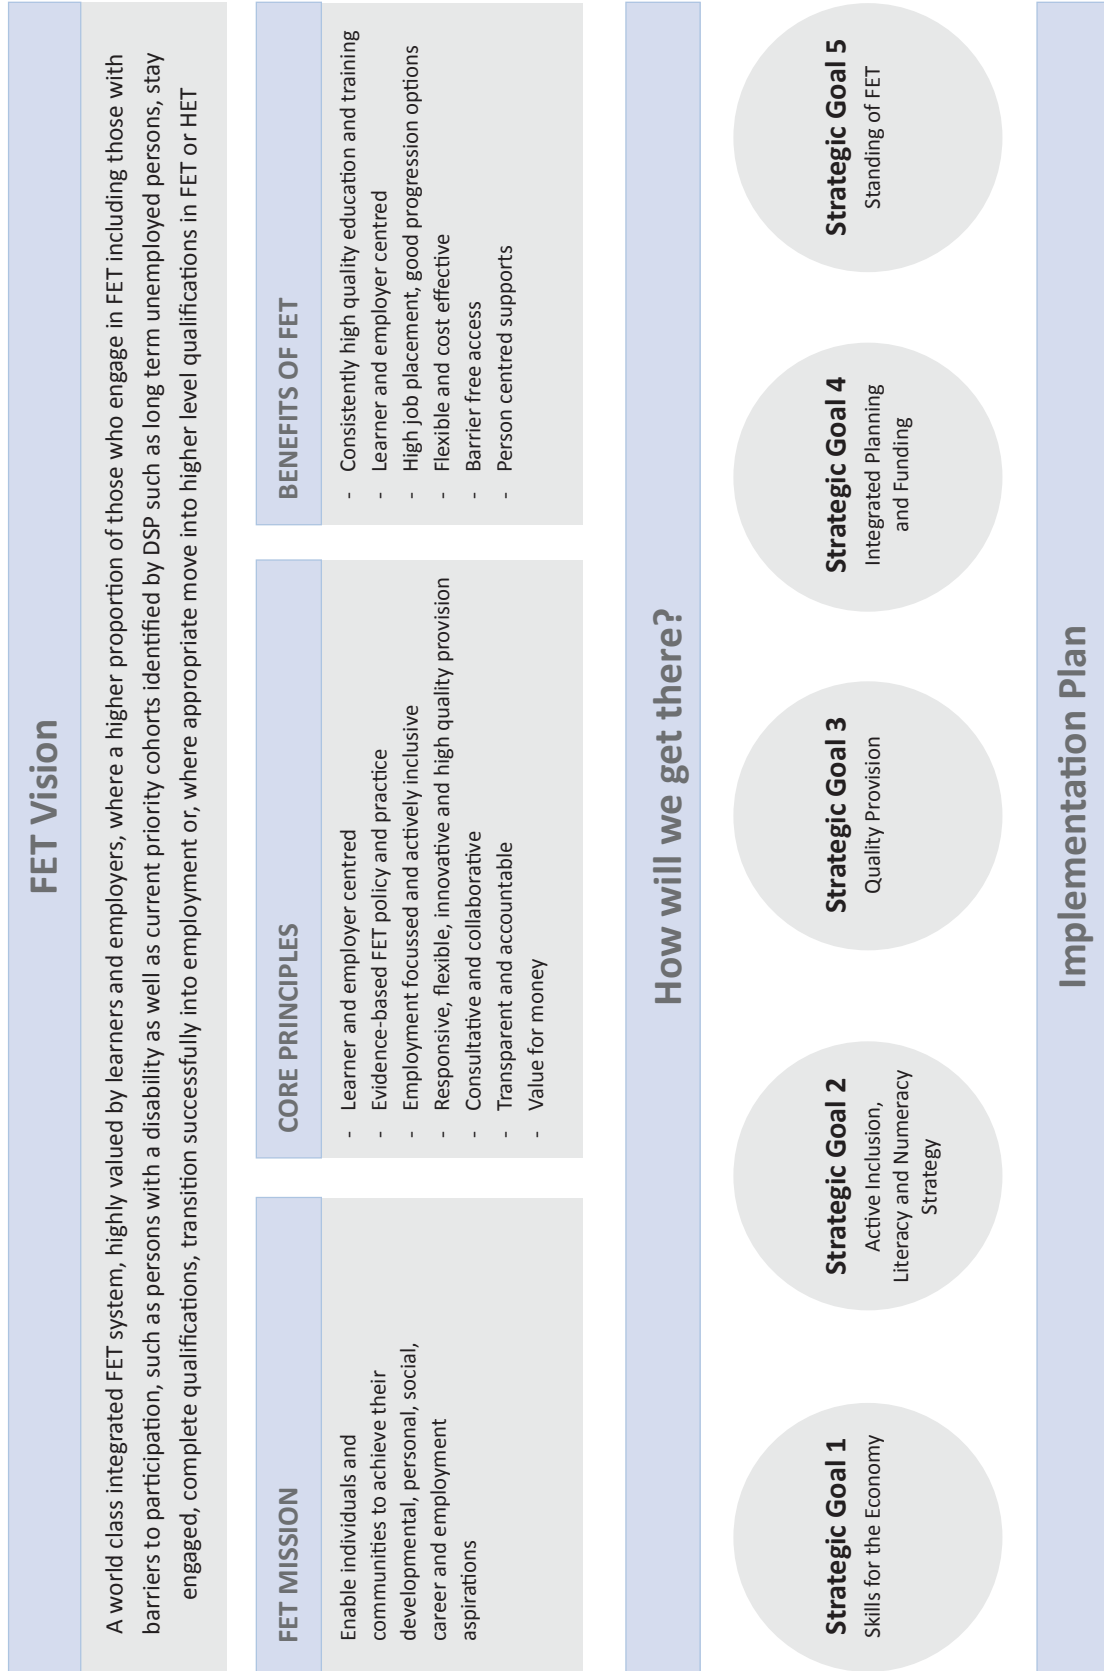 FET Vision
A world class integrated FET system, highly valued by learners and employers, where a higher proportion of those who engage in FET including those with
barriers to participation, such as persons with a disability as well as current priority cohorts identified by DSP such as long term unemployed persons, stay
engaged, complete qualifications, transition successfully into employment or, where appropriate move into higher level qualifications in FET or HET
FET MISSION
Enable individuals and
communities to achieve their
developmental, personal, social,
career and employment
aspirations
CORE PRINCIPLES
- Learner and employer centred
- Evidence-based FET policy and practice
- Employment focussed and actively inclusive
- Responsive, flexible, innovative and high quality provision
- Consultative and collaborative
- Transparent and accountable
- Value for money
BENEFITS OF FET
- Consistently high quality education and training
- Learner and employer centred
- High job placement, good progression options
- Flexible and cost effective
- Barrier free access
- Person centred supports
How will we get there?
Strategic Goal 1
Skills for the Economy
Strategic Goal 2
Active Inclusion,
Literacy and Numeracy
Strategy
Strategic Goal 3
Quality Provision
Strategic Goal 4
Integrated Planning
and Funding
Strategic Goal 5
Standing of FET
Implementation Plan